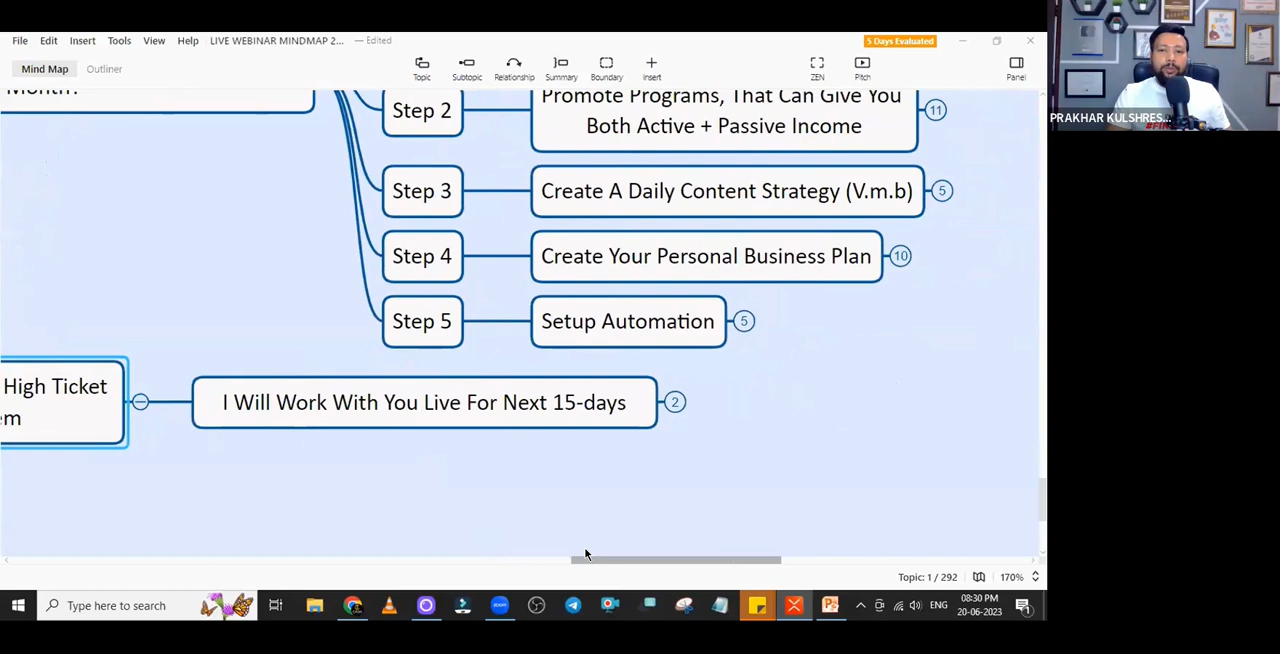 File Edit Insert Tools View Help LIVE WEBINAR MINDMAP 2... — Edited
5 Days Evaluated
Mind Map Outliner
Topic Subtopic Relationship Summary Boundary Insert ZEN Pitch Panel
PRAKHAR KULSHRES...
Month?
Step 2
Promote Programs, That Can Give You
Both Active + Passive Income
11
Step 3
Create A Daily Content Strategy (V.m.b)
5
Step 4
Create Your Personal Business Plan
10
Step 5
Setup Automation
5
High Ticket
em
I Will Work With You Live For Next 15-days
2
Topic: 1 / 292
170%
Type here to search
ENG
08:30 PM
20-06-2023
1